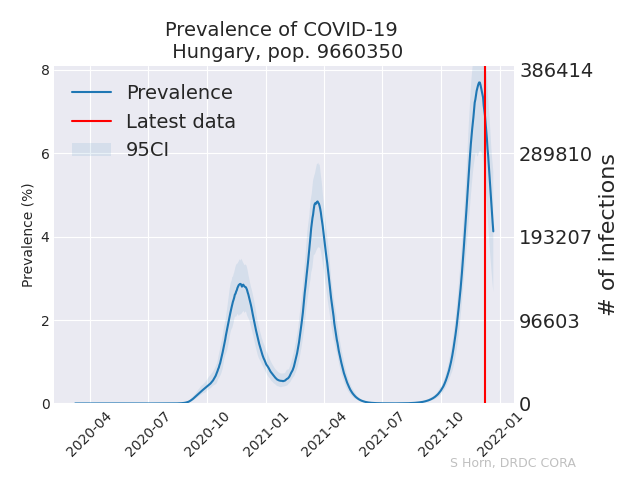 Prevalence of COVID-19
Hungary, pop. 9660350
Prevalence
Latest data
95CI
Prevalence (%)
8
6
4
2
0
386414
289810
193207
96603
0
# of infections
2020-04
2020-07
2020-10
2021-01
2021-04
2021-07
2021-10
2022-01
S Horn, DRDC CORA